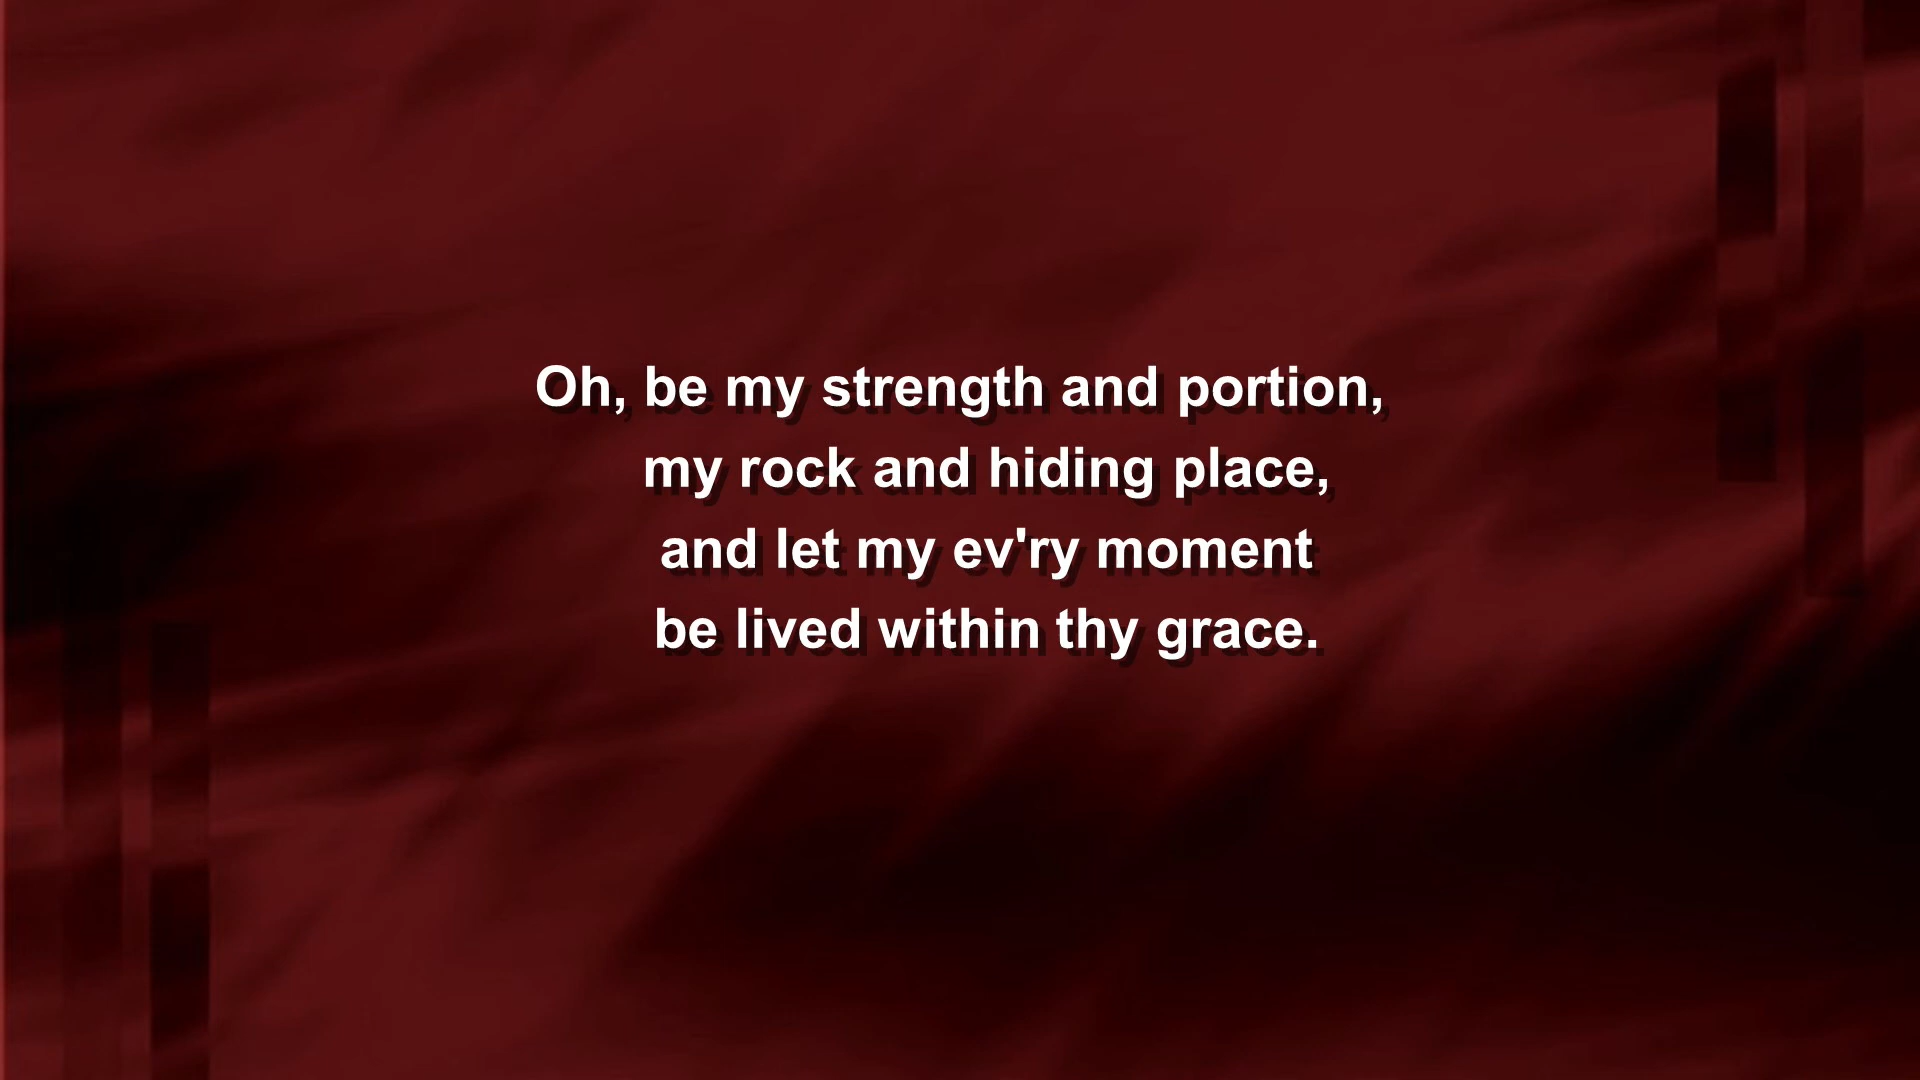 Oh, be my strength and portion,
my rock and hiding place,
and let my ev'ry moment
be lived within thy grace.